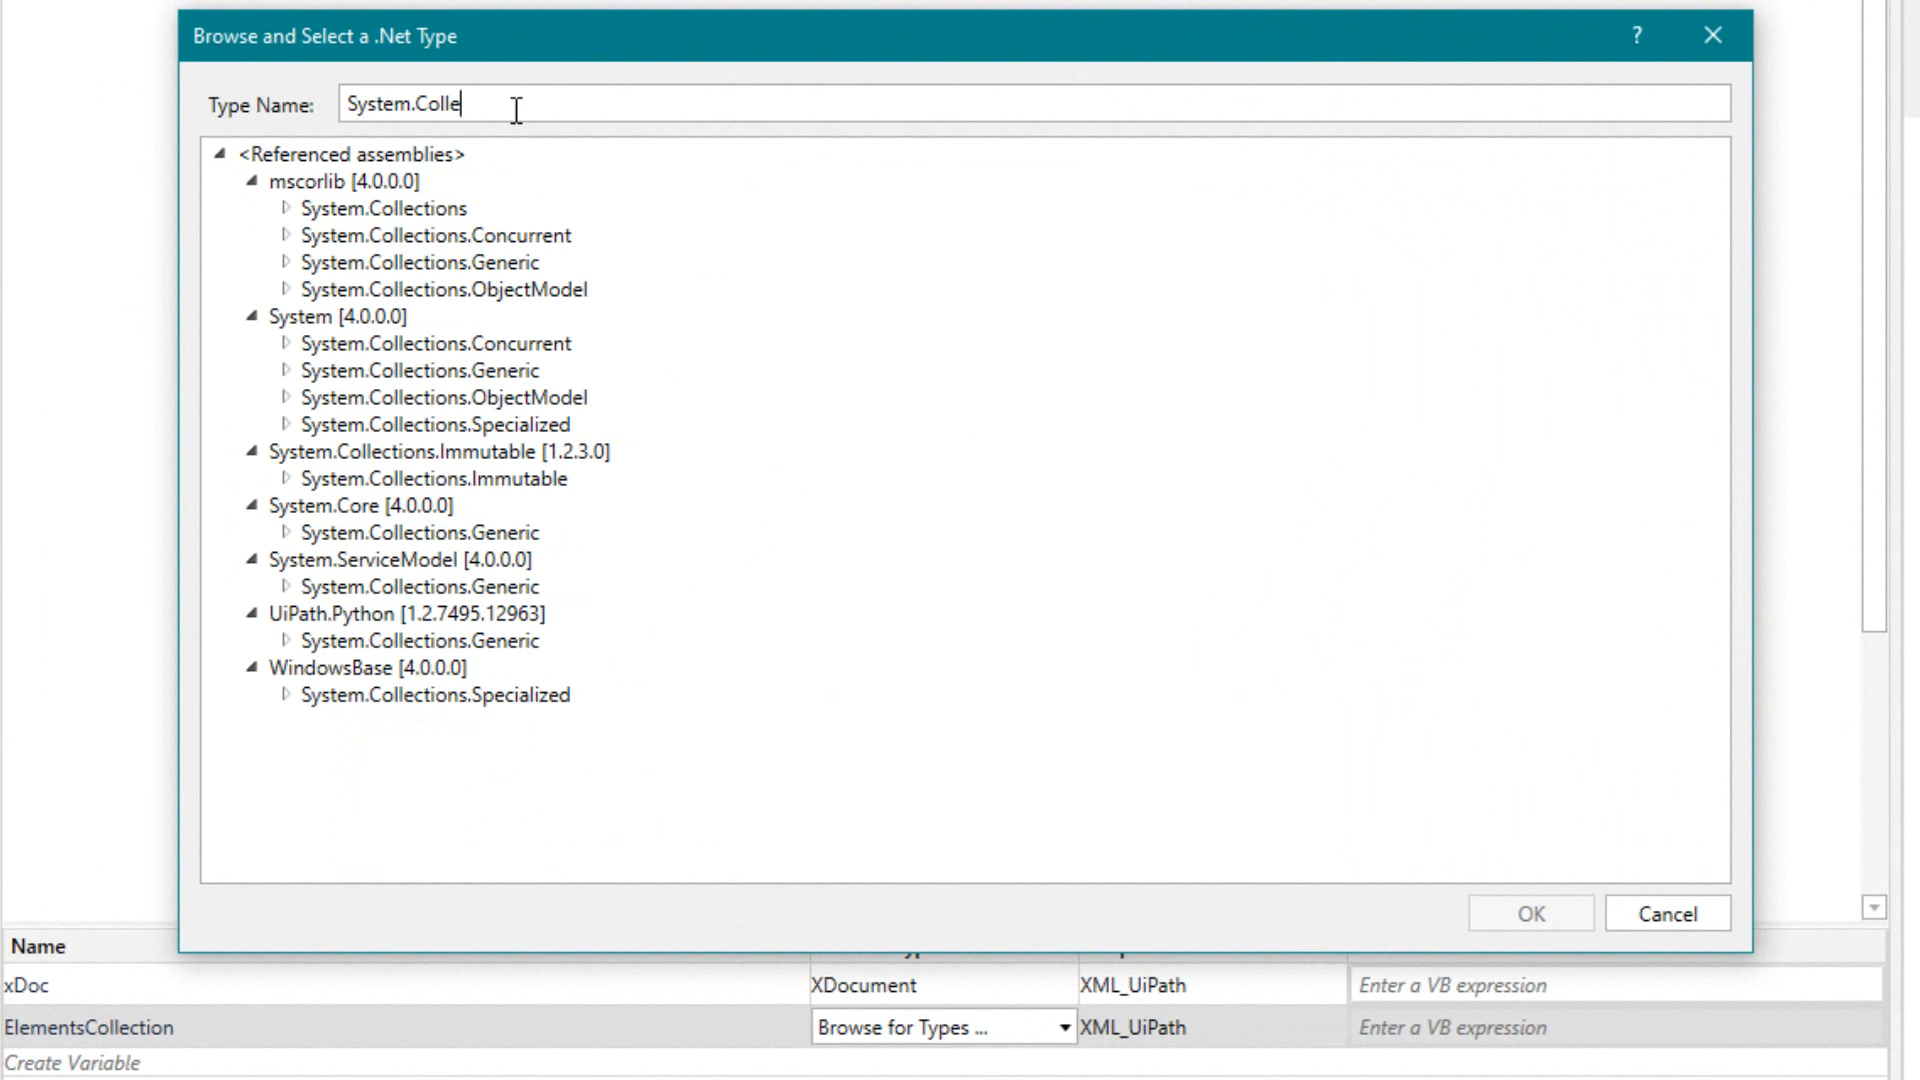 Browse and Select a .Net Type
?
Type Name: System.Colle
<Referenced assemblies>
mscorlib [4.0.0.0]
System.Collections
System.Collections.Concurrent
System.Collections.Generic
System.Collections.ObjectModel
System [4.0.0.0]
System.Collections.Concurrent
System.Collections.Generic
System.Collections.ObjectModel
System.Collections.Specialized
System.Collections.Immutable [1.2.3.0]
System.Collections.Immutable
System.Core [4.0.0.0]
System.Collections.Generic
System.ServiceModel [4.0.0.0]
System.Collections.Generic
UiPath.Python [1.2.7495.12963]
System.Collections.Generic
WindowsBase [4.0.0.0]
System.Collections.Specialized
OK Cancel
Name
xDoc XDocument XML_UiPath Enter a VB expression
ElementsCollection Browse for Types ... XML_UiPath Enter a VB expression
Create Variable